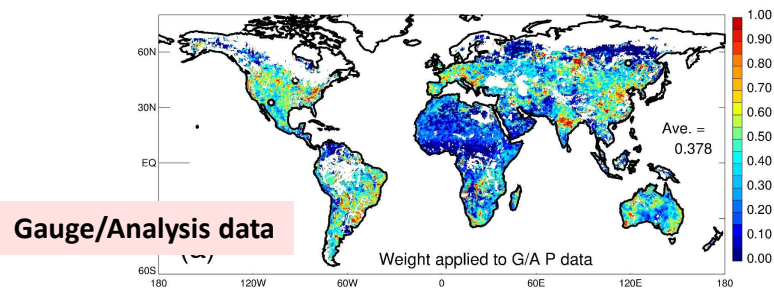 1.00
0.90
0.80
0.70
0.60
0.50
0.40
0.30
0.20
0.10
0.00
60N
30N
EQ
60S
Ave. =
0.378
Gauge/Analysis data
Weight applied to G/A P data
180 120W 60W 0 60E 120E 180